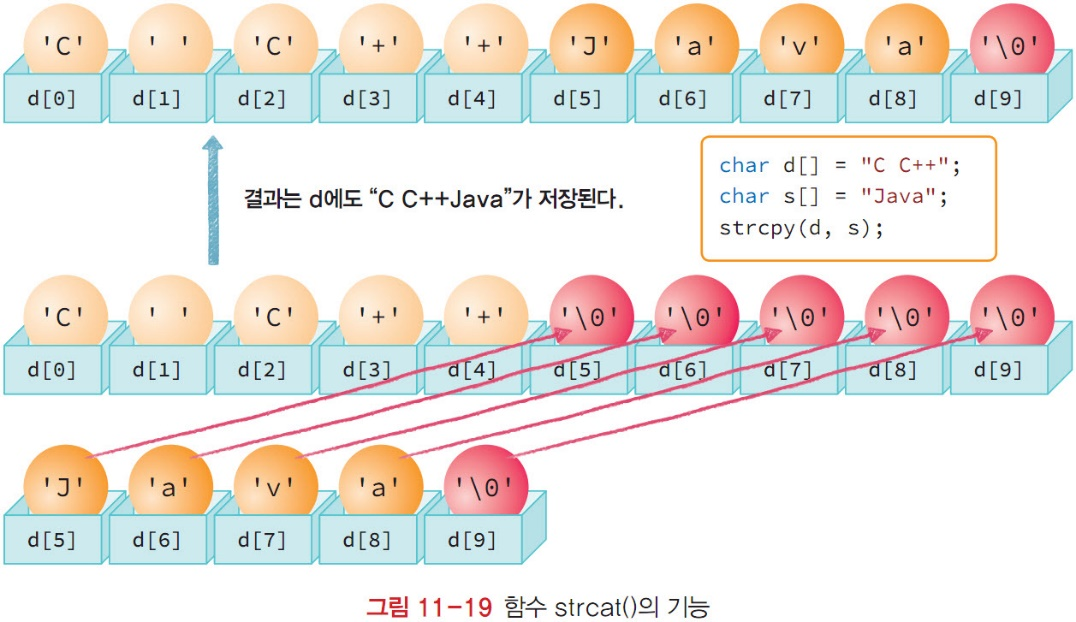 'C' ' ' 'C' '+' '+' 'J' 'a' 'v' 'a' '\0'
d[0] d[1] d[2] d[3] d[4] d[5] d[6] d[7] d[8] d[9]
결과는 d에도 “C C++Java”가 저장된다.
char d[] = "C C++";
char s[] = "Java";
strcpy(d, s);
'C' ' ' 'C' '+' '+' '\0' '\0' '\0' '\0' '\0'
d[0] d[1] d[2] d[3] d[4] d[5] d[6] d[7] d[8] d[9]
'J' 'a' 'v' 'a' '\0'
d[5] d[6] d[7] d[8] d[9]
그림 11-19 함수 strcat()의 기능